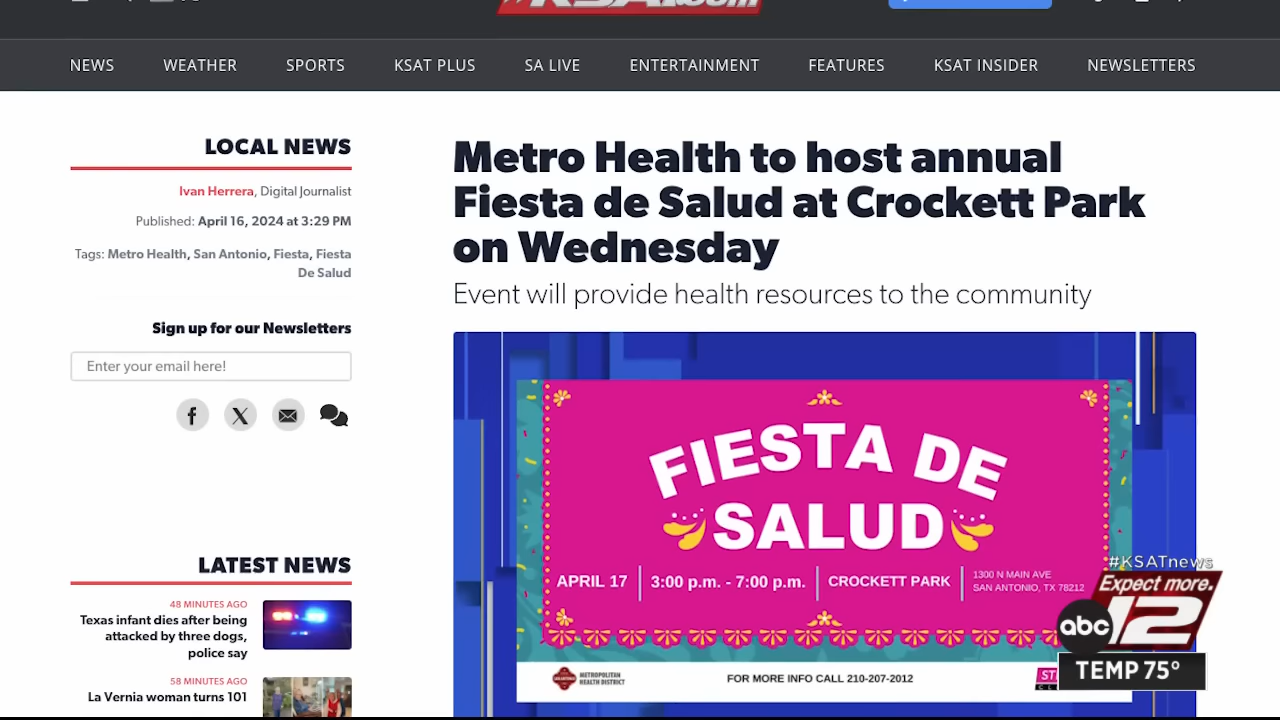 KSAT.com
NEWS
WEATHER
SPORTS
KSAT PLUS
SA LIVE
ENTERTAINMENT
FEATURES
KSAT INSIDER
NEWSLETTERS
LOCAL NEWS
Ivan Herrera, Digital Journalist
Published: April 16, 2024 at 3:29 PM
Tags: Metro Health, San Antonio, Fiesta, Fiesta
De Salud
Sign up for our Newsletters
Enter your email here!
LATEST NEWS
48 MINUTES AGO
Texas infant dies after being
attacked by three dogs,
police say
58 MINUTES AGO
La Vernia woman turns 101
Metro Health to host annual
Fiesta de Salud at Crockett Park
on Wednesday
Event will provide health resources to the community
FIESTA DE
SALUD
APRIL 17
3:00 p.m. - 7:00 p.m.
CROCKETT PARK
1300 N MAIN AVE
SAN ANTONIO, TX 78212
METROPOLITAN
HEALTH DISTRICT
FOR MORE INFO CALL 210-207-2012
#KSATnews
Expect more.
abc 12
TEMP 75°